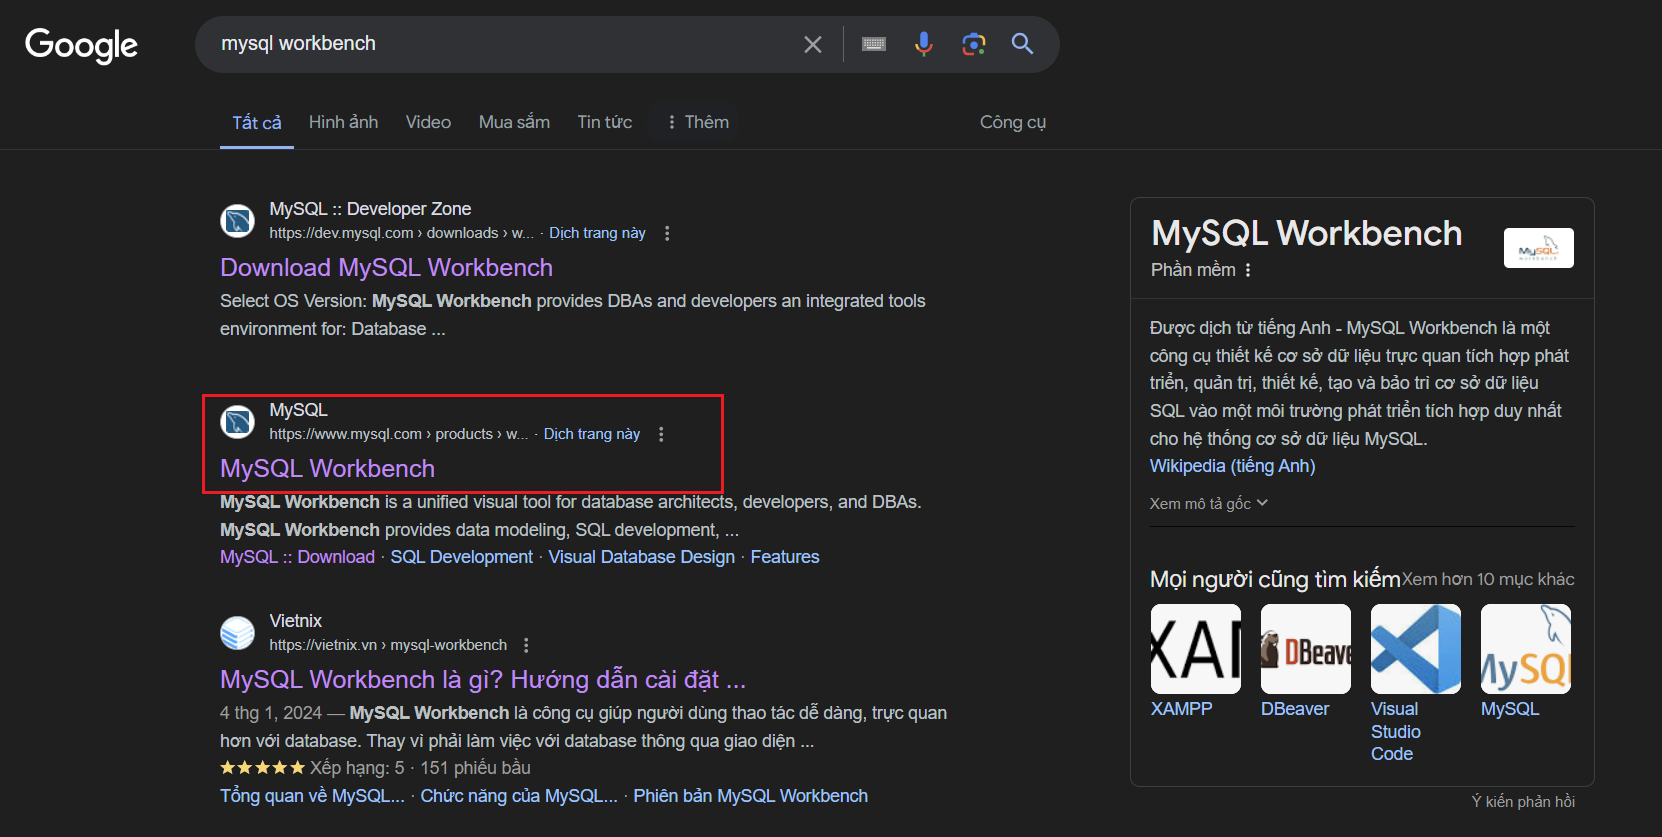 Google
mysql workbench
Tất cả
Hình ảnh
Video
Mua sắm
Tin tức
Thêm
Công cụ
MySQL :: Developer Zone
https://dev.mysql.com › downloads › w... · Dịch trang này
Download MySQL Workbench
Select OS Version: MySQL Workbench provides DBAs and developers an integrated tools
environment for: Database ...
MySQL
https://www.mysql.com › products › w... · Dịch trang này
MySQL Workbench
MySQL Workbench is a unified visual tool for database architects, developers, and DBAs.
MySQL Workbench provides data modeling, SQL development, ...
MySQL :: Download · SQL Development · Visual Database Design · Features
Vietnix
https://vietnix.vn › mysql-workbench
MySQL Workbench là gì? Hướng dẫn cài đặt ...
4 thg 1, 2024 — MySQL Workbench là công cụ giúp người dùng thao tác dễ dàng, trực quan
hơn với database. Thay vì phải làm việc với database thông qua giao diện ...
Xếp hạng: 5 · 151 phiếu bầu
Tổng quan về MySQL... · Chức năng của MySQL... · Phiên bản MySQL Workbench
MySQL Workbench
Phần mềm
MySQL
workbench
Được dịch từ tiếng Anh - MySQL Workbench là một
công cụ thiết kế cơ sở dữ liệu trực quan tích hợp phát
triển, quản trị, thiết kế, tạo và bảo trì cơ sở dữ liệu
SQL vào một môi trường phát triển tích hợp duy nhất
cho hệ thống cơ sở dữ liệu MySQL.
Wikipedia (tiếng Anh)
Xem mô tả gốc
Mọi người cũng tìm kiếm
Xem hơn 10 mục khác
XAM
DBeave
MySQ
XAMPP
DBeaver
Visual
Studio
Code
MySQL
Ý kiến phản hồi